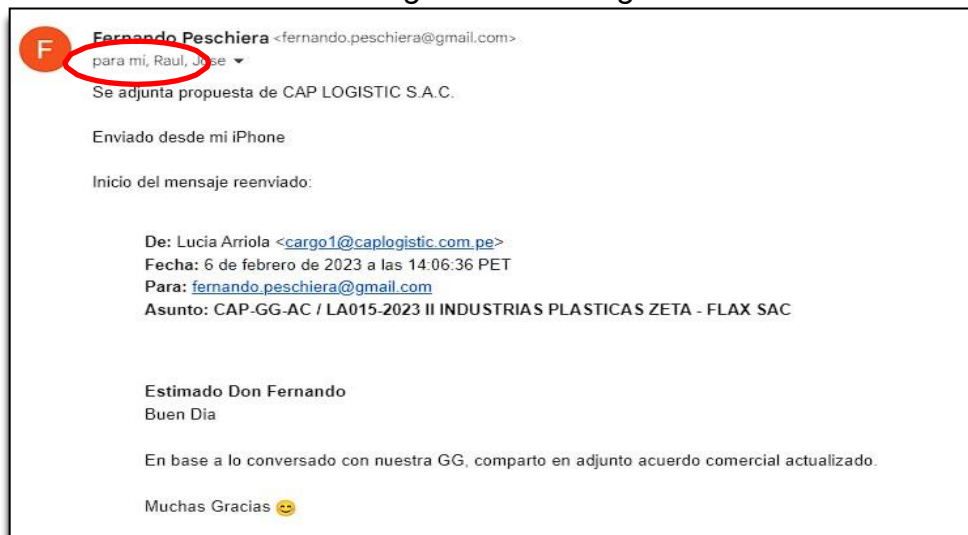 F
Fernando Peschiera <fernando.peschiera@gmail.com>
para mí, Raul, Jose
Se adjunta propuesta de CAP LOGISTIC S.A.C.
Enviado desde mi iPhone
Inicio del mensaje reenviado:
De: Lucia Arriola <cargo1@caplogistic.com.pe>
Fecha: 6 de febrero de 2023 a las 14:06:36 PET
Para: fernando.peschiera@gmail.com
Asunto: CAP-GG-AC / LA015-2023 II INDUSTRIAS PLASTICAS ZETA - FLAX SAC
Estimado Don Fernando
Buen Dia
En base a lo conversado con nuestra GG, comparto en adjunto acuerdo comercial actualizado.
Muchas Gracias 😊